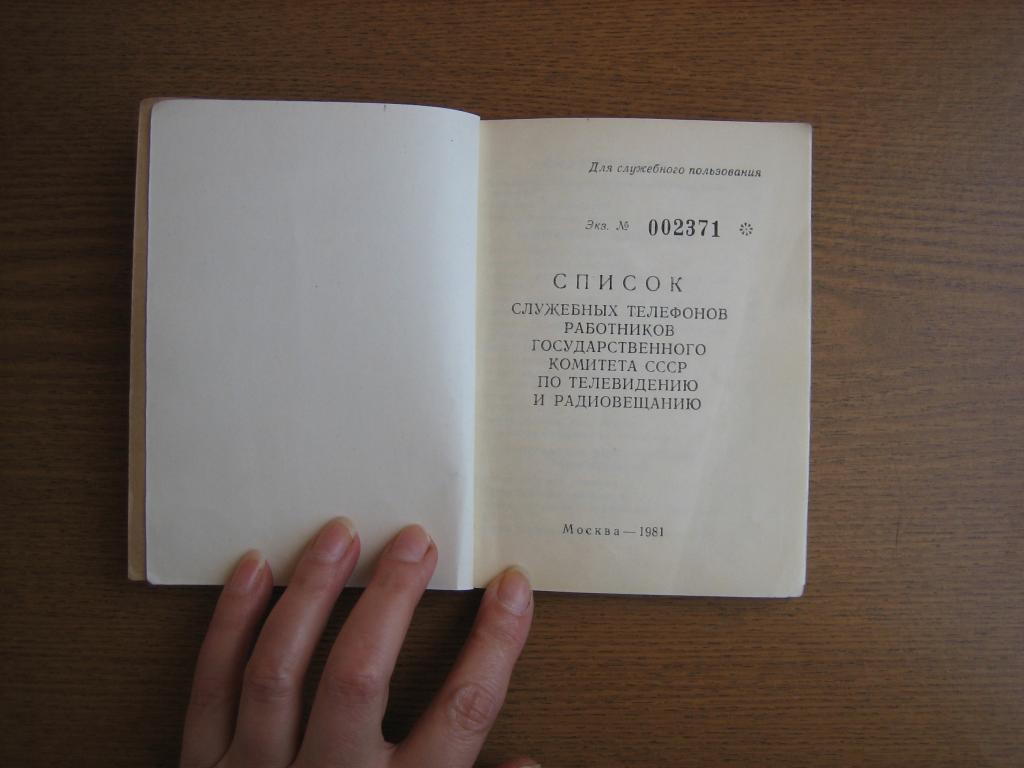 Для служебного пользования
Экз. № 002371
СПИСОК
СЛУЖЕБНЫХ ТЕЛЕФОНОВ
РАБОТНИКОВ
ГОСУДАРСТВЕННОГО
КОМИТЕТА СССР
ПО ТЕЛЕВИДЕНИЮ
И РАДИОВЕЩАНИЮ
Москва — 1981